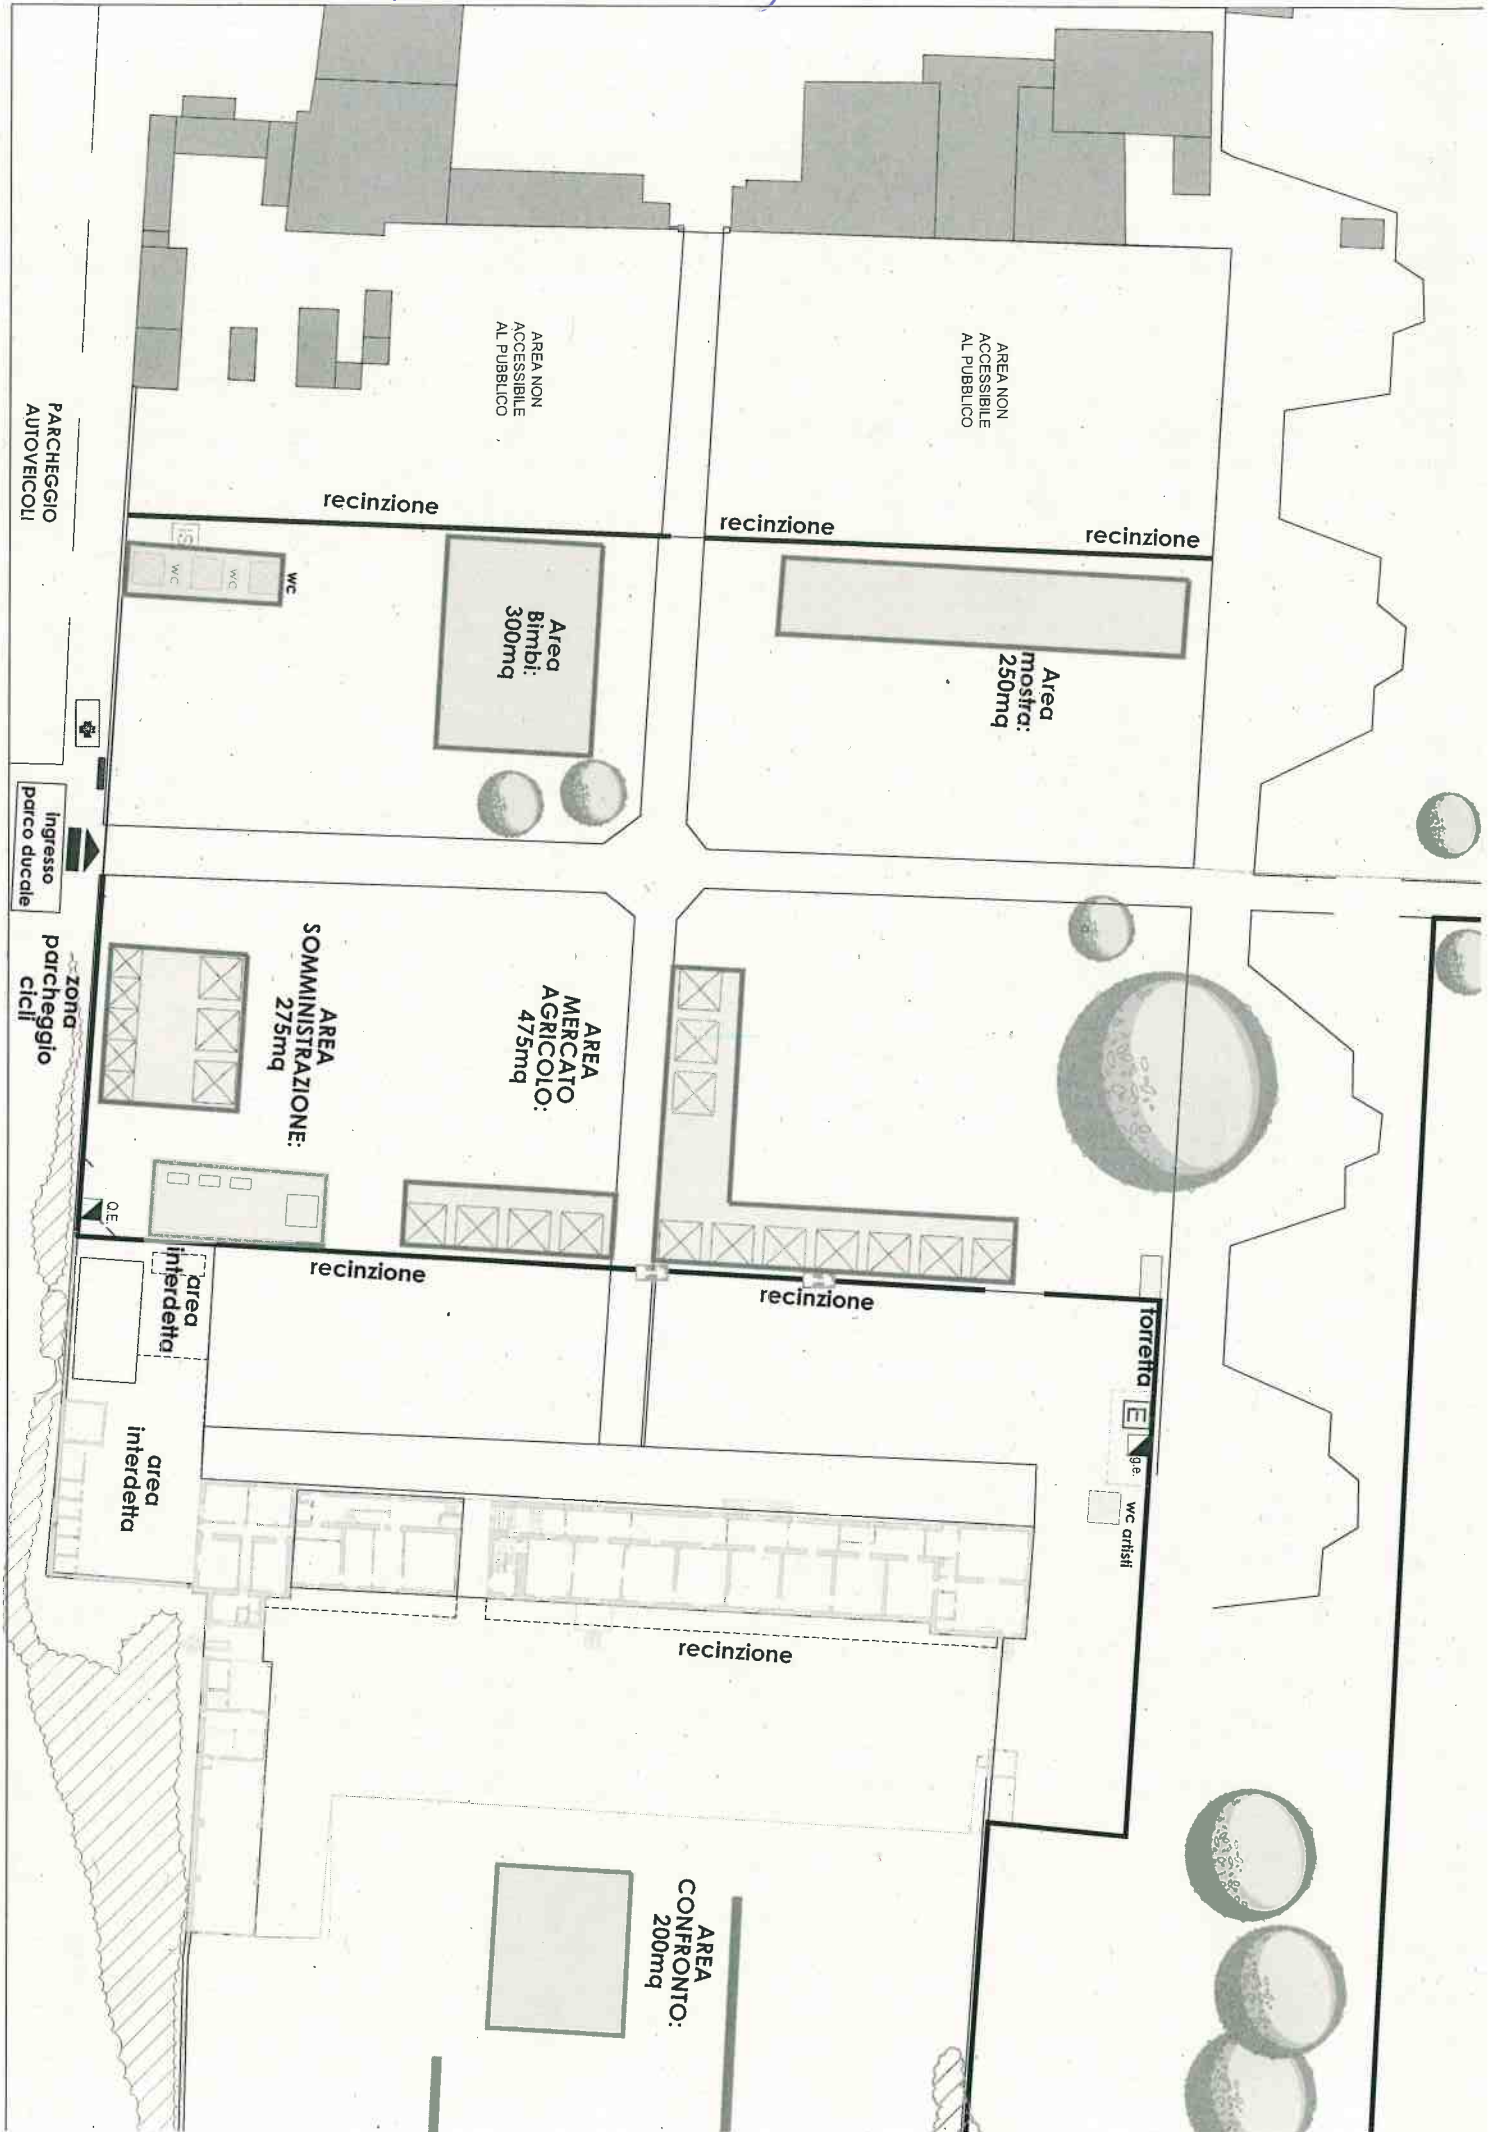 AREA NON
ACCESSIBILE
AL PUBBLICO
AREA NON
ACCESSIBILE
AL PUBBLICO
PARCHEGGIO
AUTOVEICOLI
recinzione
recinzione
recinzione
wc
wc
wc
Area
Bimbi:
300mq
Area
mostra:
250mq
ingresso
parco ducale
zona
parcheggio
cicli
AREA
SOMMINISTRAZIONE:
275mq
AREA
MERCATO
AGRICOLO:
475mq
Q.E.
area
interdetta
recinzione
recinzione
torretta
E
g.e.
wc artisti
area
interdetta
recinzione
AREA
CONFRONTO:
200mq